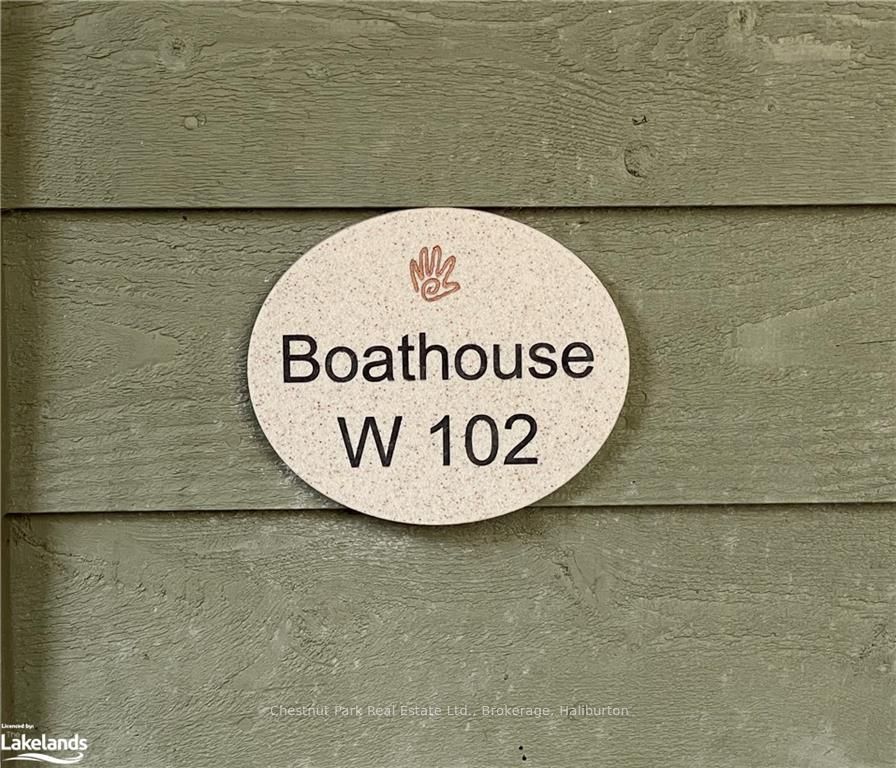 Boathouse
W 102
Chestnut Park Real Estate Ltd., Brokerage, Haliburton
Licensed by:
Lakelands